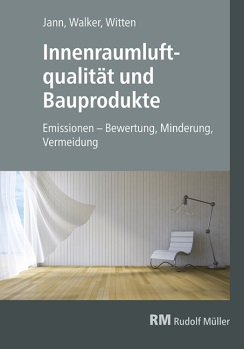 Jann, Walker, Witten
Innenraumluft-
qualität und
Bauprodukte
Emissionen – Bewertung, Minderung,
Vermeidung
RM Rudolf Müller